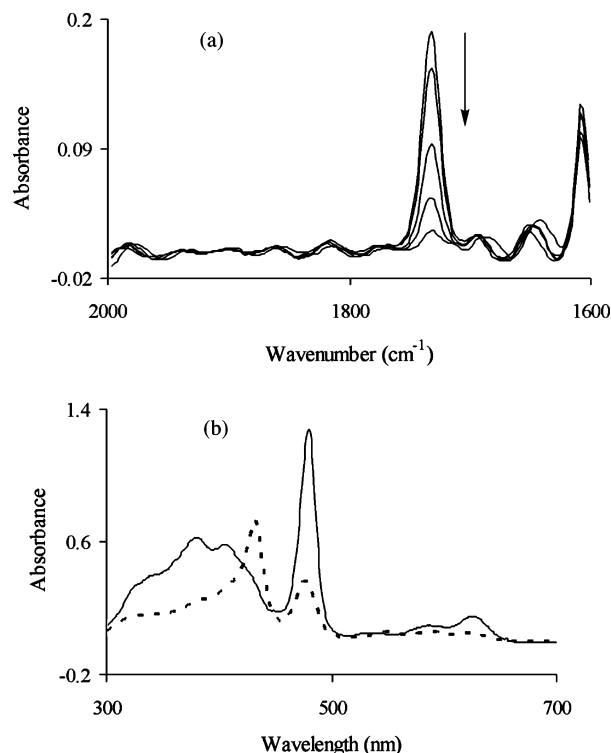 (a)
0.2
0.09
-0.02
Absorbance
2000
1800
1600
Wavenumber (cm-1)
(b)
1.4
0.6
-0.2
Absorbance
300
500
700
Wavelength (nm)